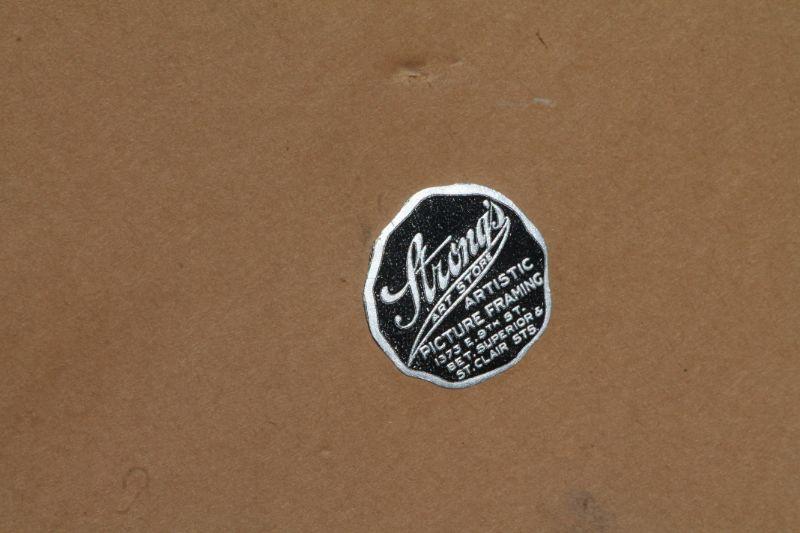 Strong's
ART STORE
ARTISTIC
PICTURE FRAMING
1373 E. 9TH ST.
BET. SUPERIOR &
ST. CLAIR STS.